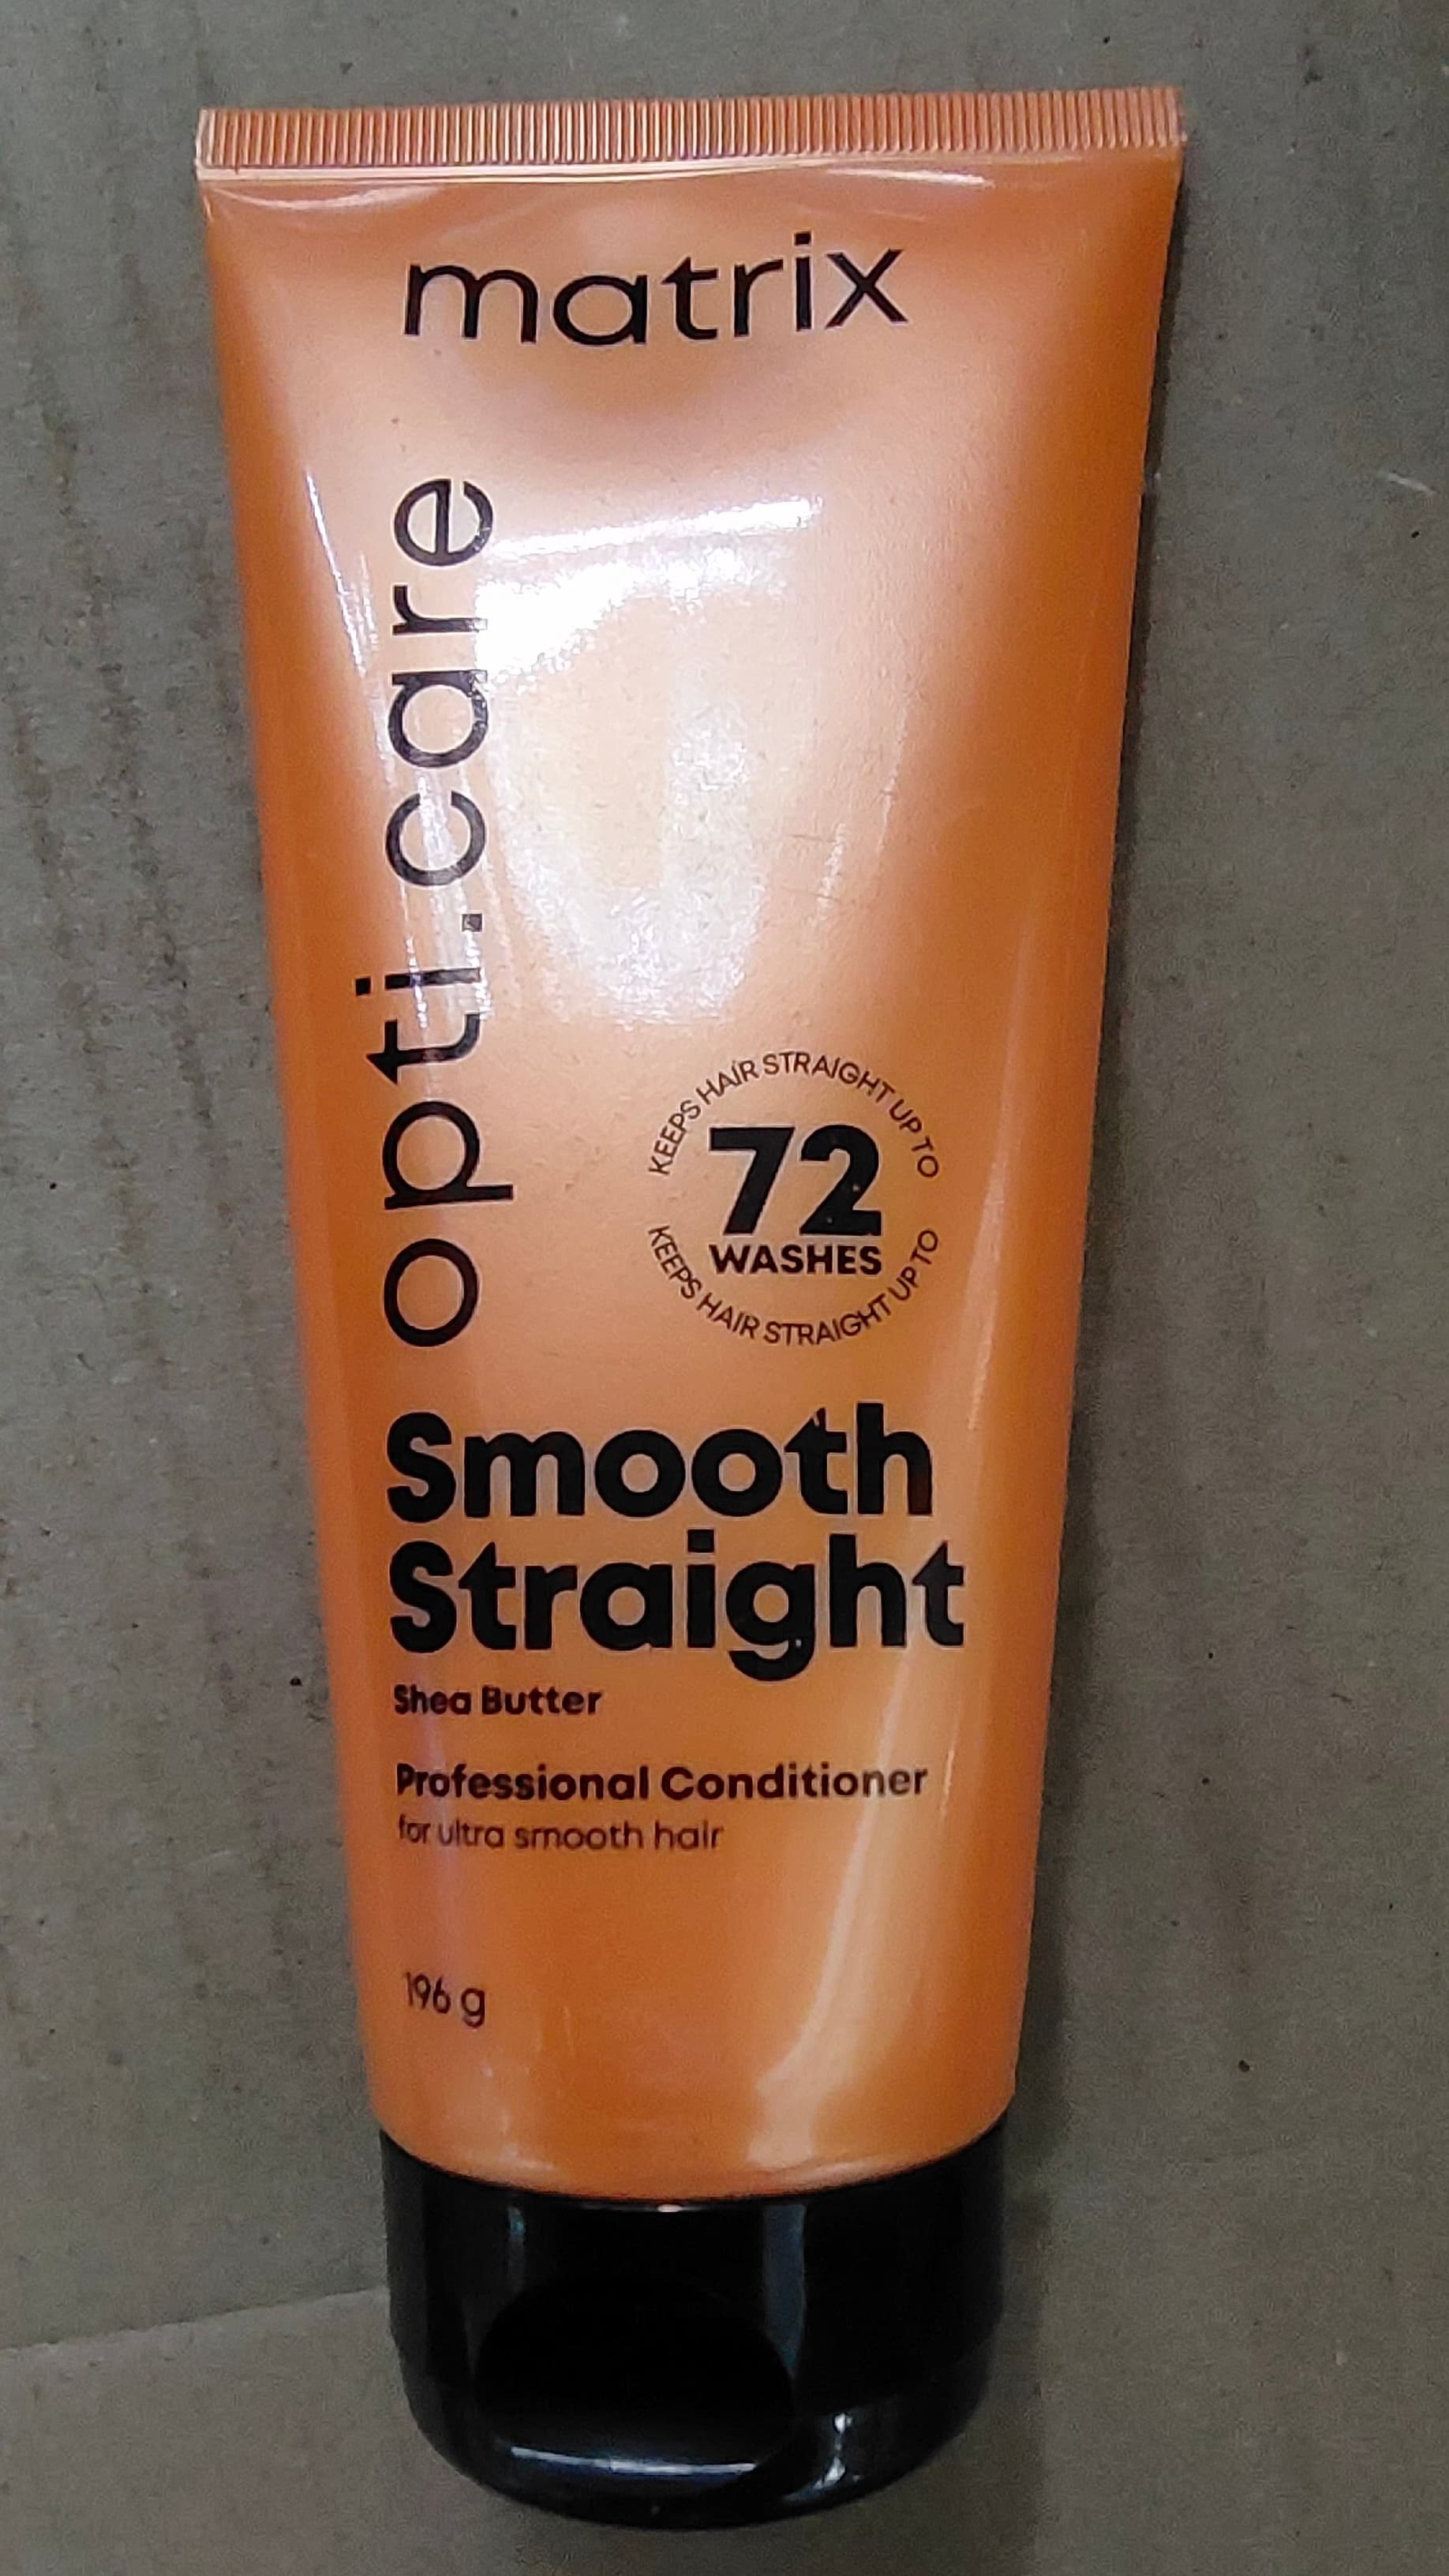 matrix
opti.care
KEEPS HAIR STRAIGHT UP TO
72
WASHES
KEEPS HAIR STRAIGHT UP TO
Smooth
Straight
Shea Butter
Professional Conditioner
for ultra smooth hair
196 g